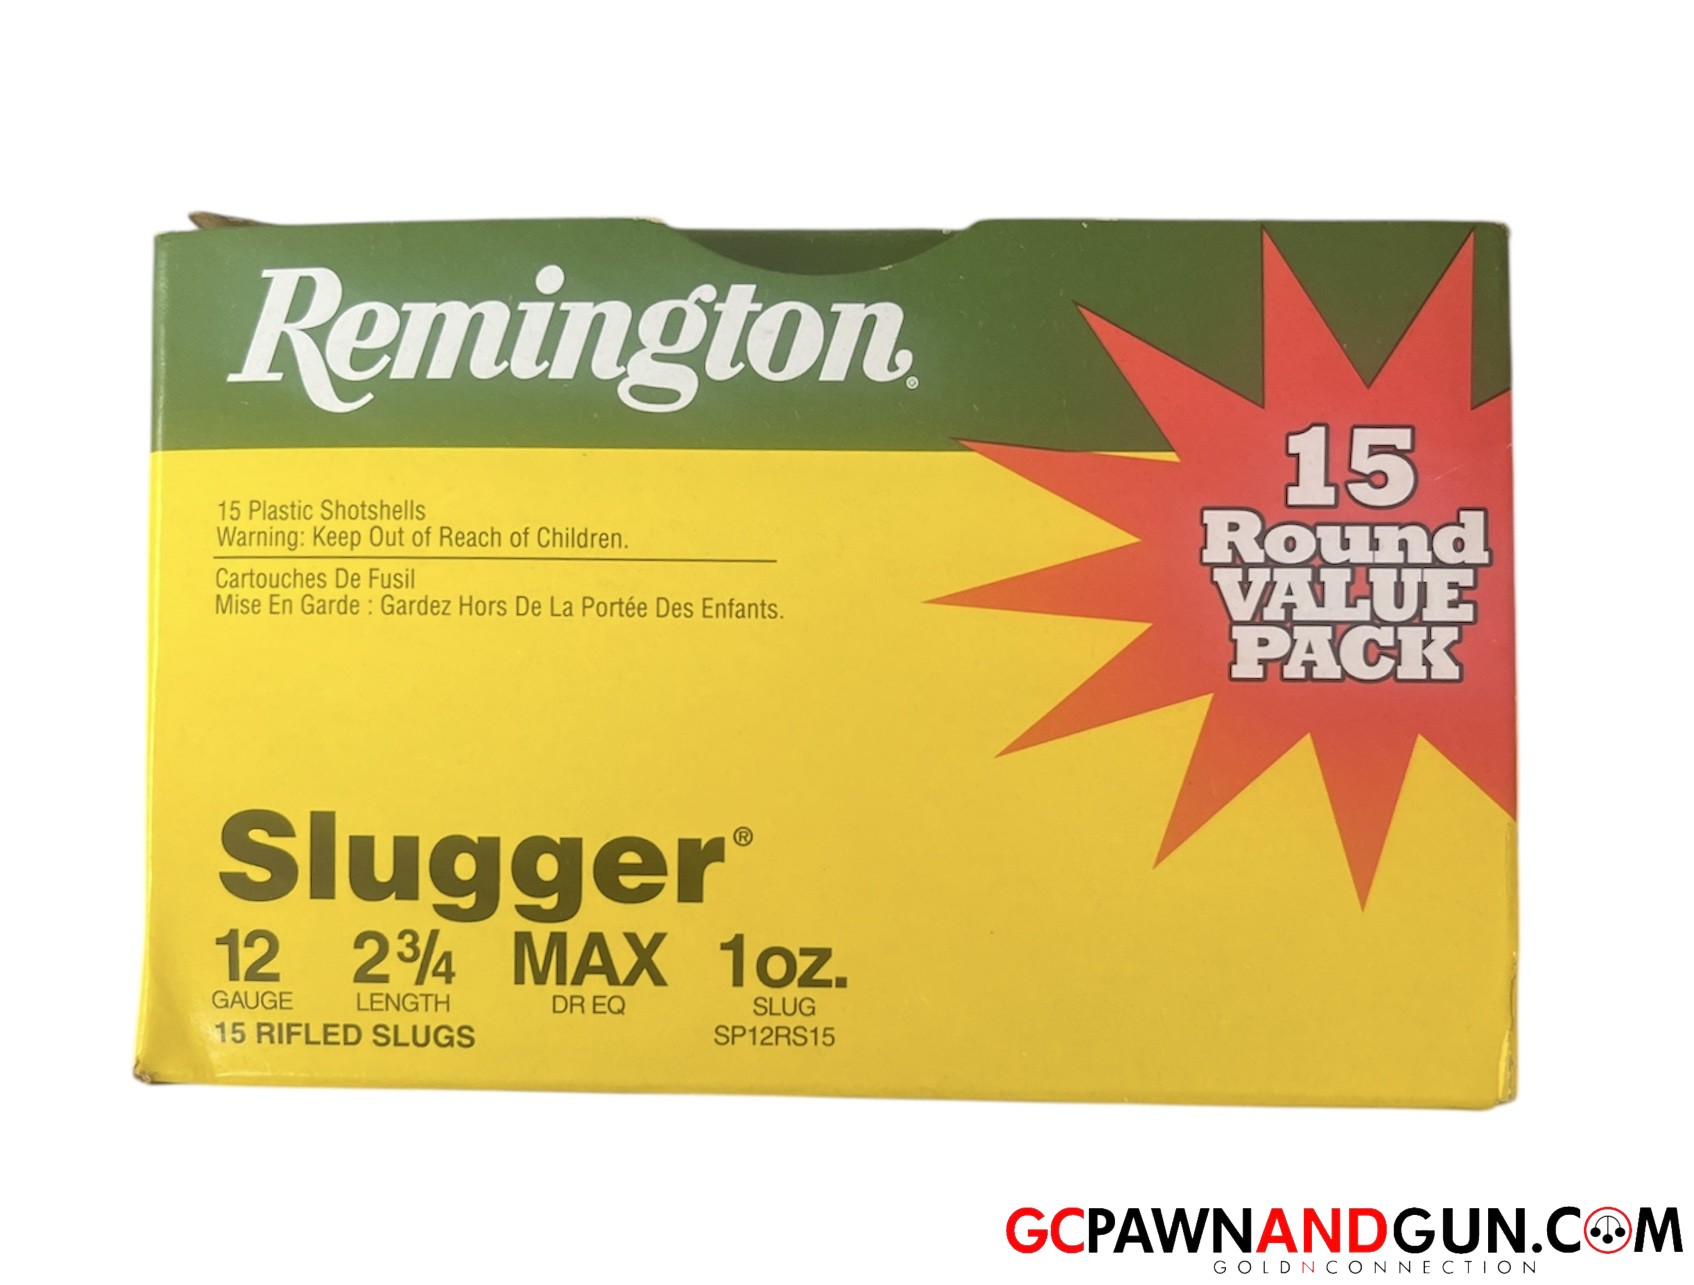 Remington®
15
Round
VALUE
PACK
15 Plastic Shotshells
Warning: Keep Out of Reach of Children.
Cartouches De Fusil
Mise En Garde : Gardez Hors De La Portée Des Enfants.
Slugger®
12 2 3/4 MAX 1oz.
GAUGE LENGTH DR EQ SLUG
15 RIFLED SLUGS SP12RS15
GCPAWNANDGUN.COM
GOLDNCONNECTION